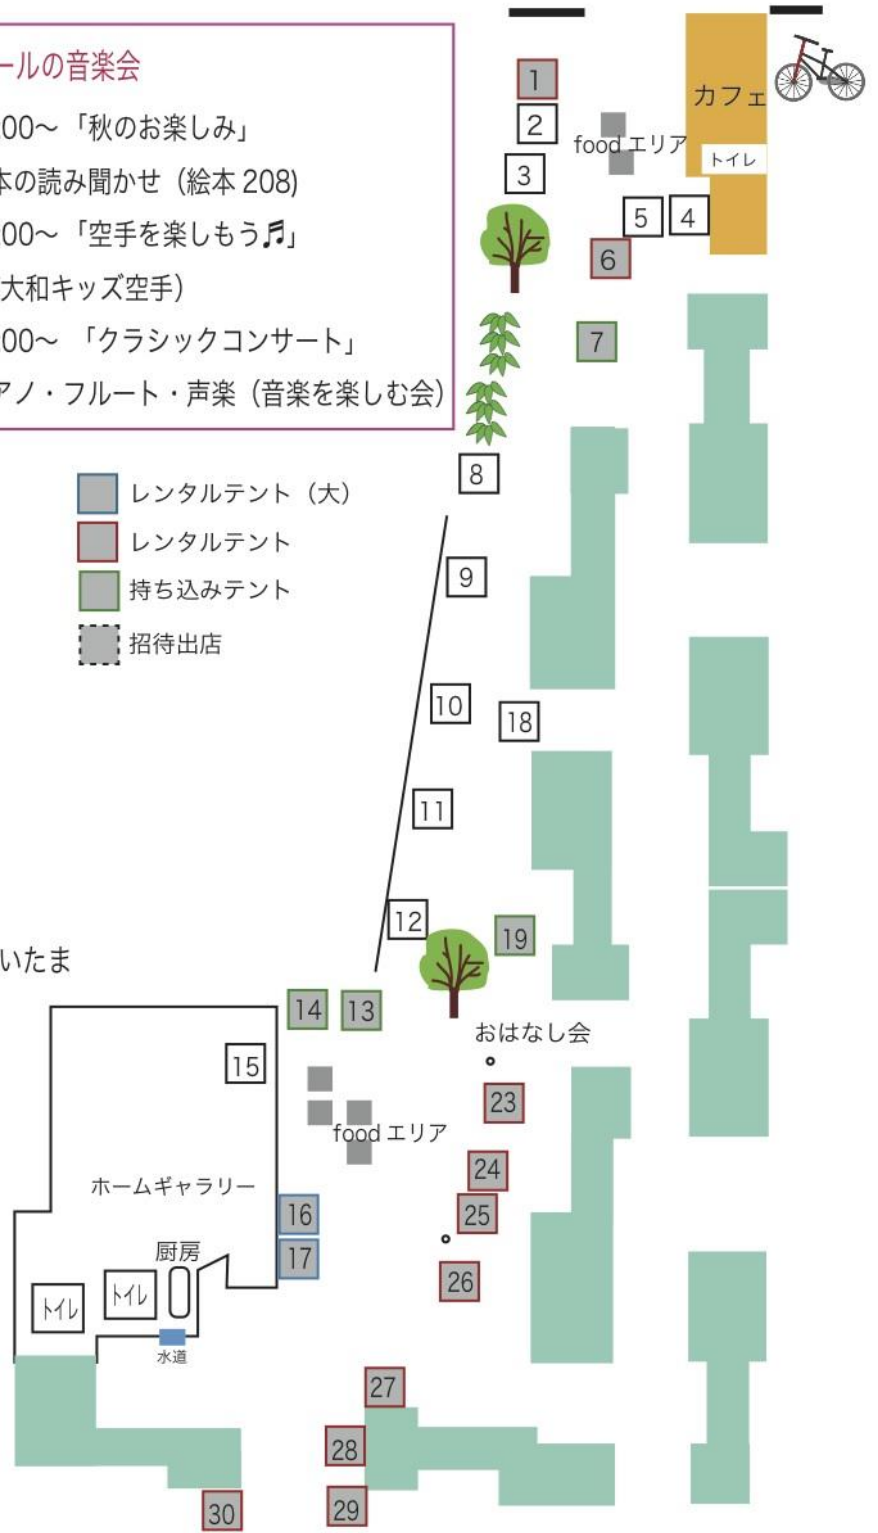 ールの音楽会
00～「秋のお楽しみ」
本の読み聞かせ（絵本 208)
00～「空手を楽しもう♬」
大和キッズ空手）
00～ 「クラシックコンサート」
アノ・フルート・声楽（音楽を楽しむ会）
カフェ
トイレ
food エリア
1
2
3
5
4
6
7
8
レンタルテント（大）
レンタルテント
持ち込みテント
招待出店
9
10
18
11
12
19
いたま
14
13
おはなし会
15
23
food エリア
24
ホームギャラリー
16
25
17
厨房
26
トイレ
トイレ
水道
27
28
29
30